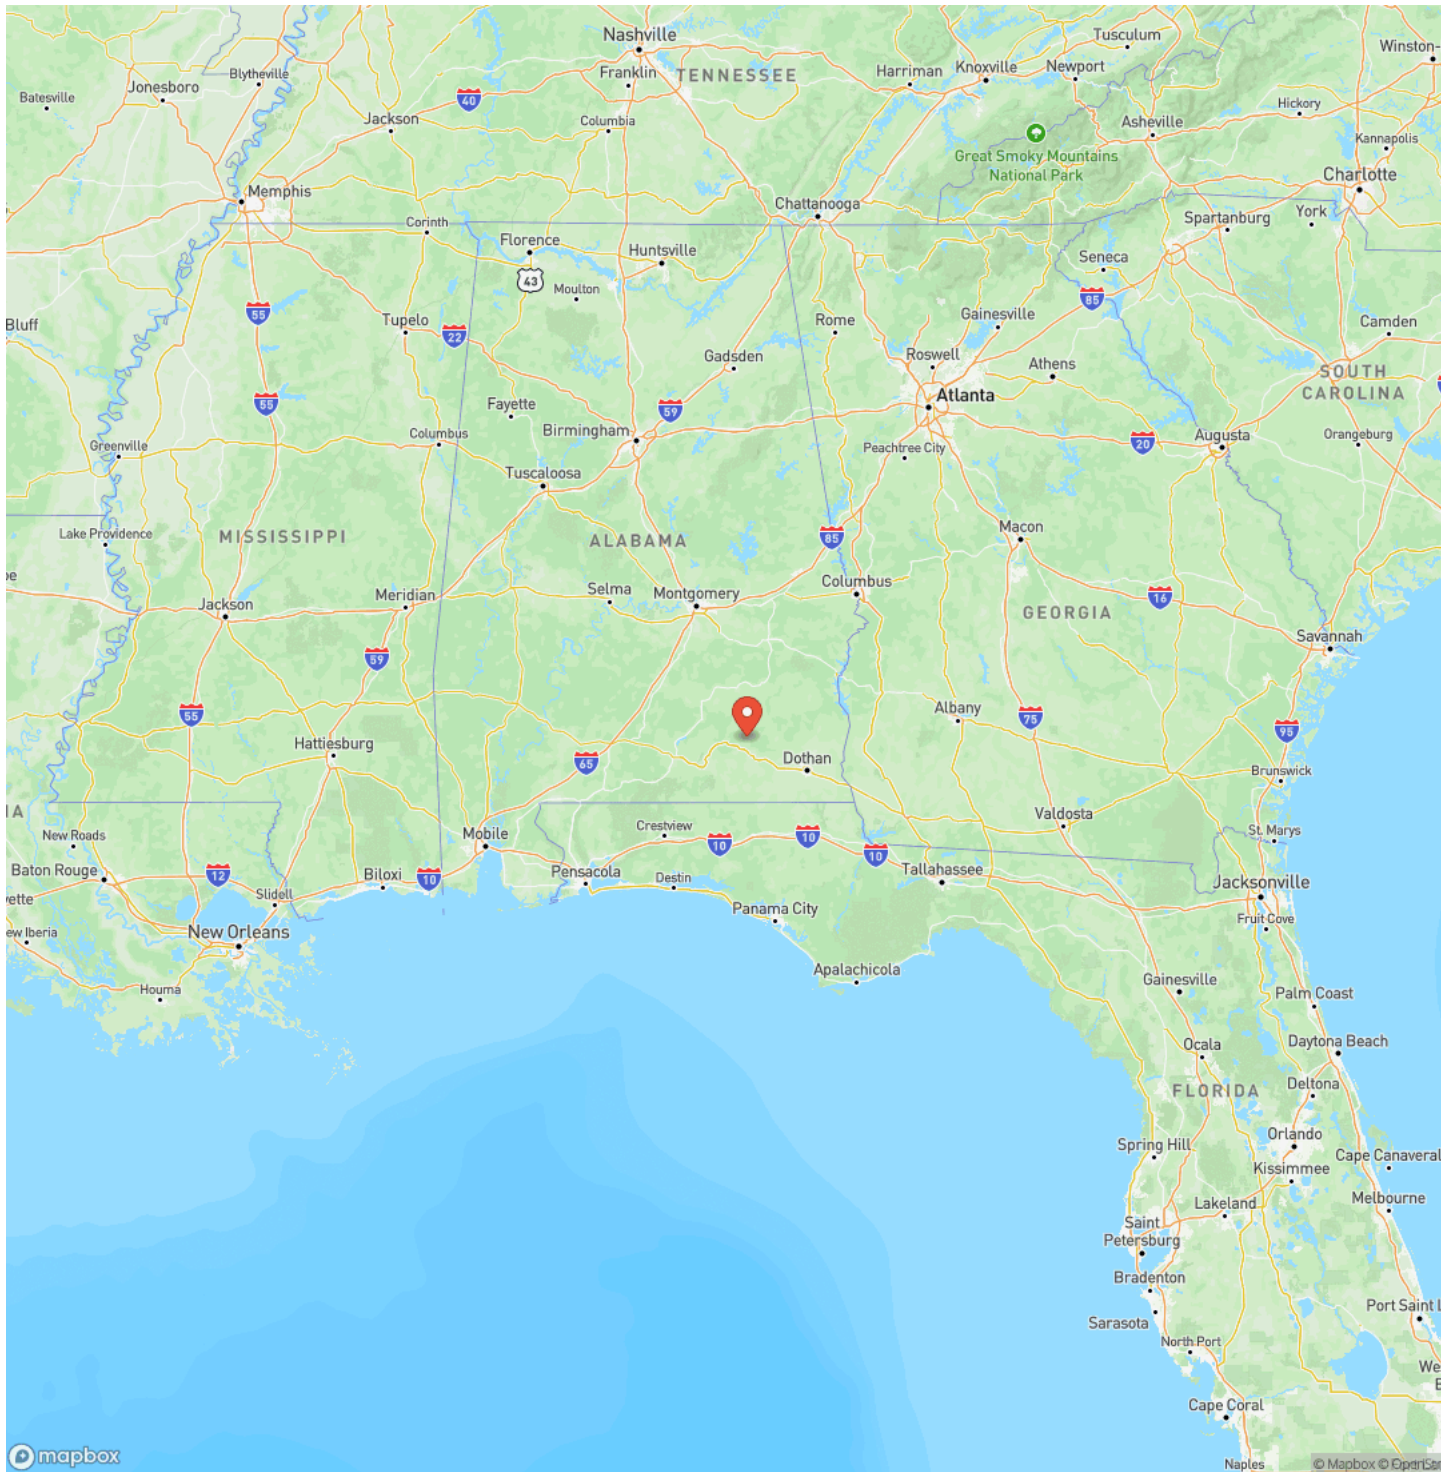 Nashville
Tusculum
Winston-
Blytheville
Franklin
TENNESSEE
Harriman
Knoxville
Newport
Jonesboro
Batesville
40
Hickory
Jackson
Columbia
Asheville
Kannapolis
Great Smoky Mountains
National Park
Charlotte
Memphis
Chattanooga
Spartanburg
York
Corinth
Florence
Huntsville
Seneca
43
Moulton
85
55
Tupelo
22
Rome
Gainesville
Camden
Bluff
Gadsden
Roswell
Athens
SOUTH
CAROLINA
Atlanta
55
Fayette
59
Birmingham
Columbus
Greenville
Peachtree City
20
Augusta
Orangeburg
Tuscaloosa
Lake Providence
MISSISSIPPI
ALABAMA
85
Macon
Jackson
Meridian
Selma
Montgomery
Columbus
16
GEORGIA
Savannah
59
55
Albany
75
95
Hattiesburg
65
Dothan
Brunswick
IA
New Roads
Mobile
Crestview
10
10
10
Valdosta
St. Marys
Baton Rouge
12
Biloxi
10
Pensacola
Destin
Tallahassee
Jacksonville
Slidell
ew Iberia
New Orleans
Panama City
Fruit Cove
Houma
Apalachicola
Gainesville
Palm Coast
Ocala
Daytona Beach
FLORIDA
Deltona
Spring Hill
Orlando
Kissimmee
Cape Canaveral
Lakeland
Melbourne
Saint
Petersburg
Bradenton
Sarasota
Port Saint L
North Port
We
Cape Coral
Naples
mapbox
© Mapbox ©